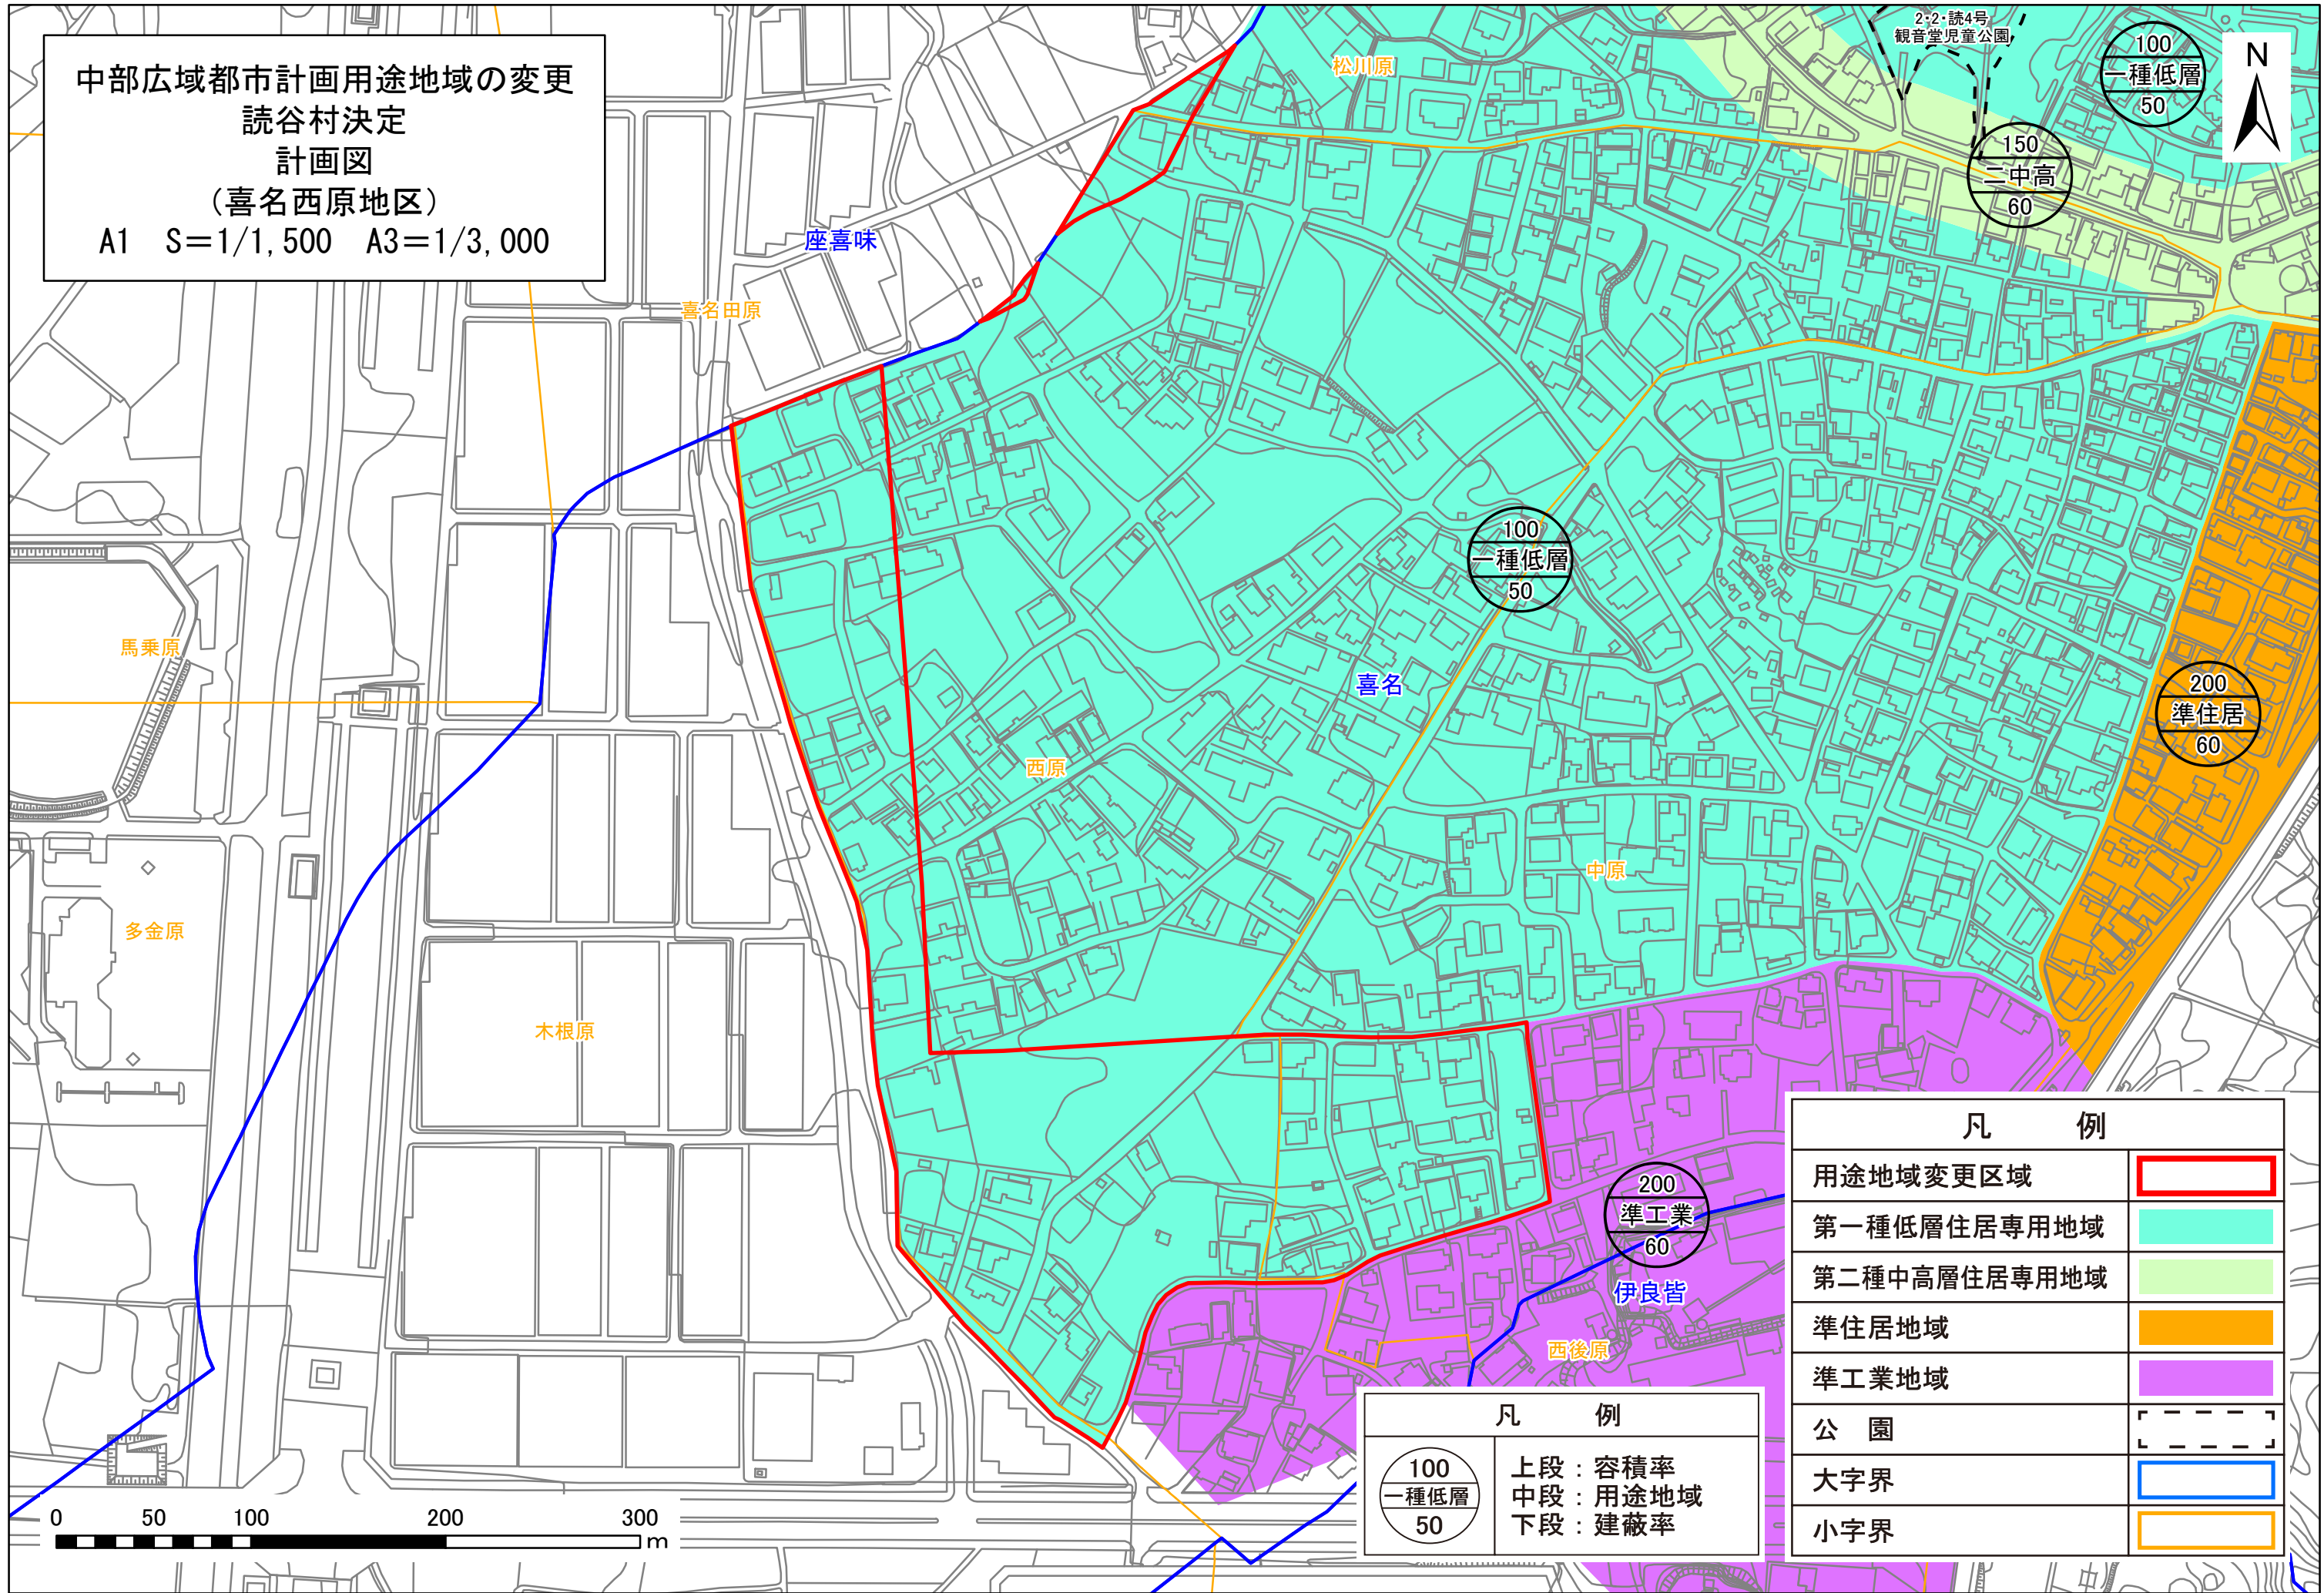 中部広域都市計画用途地域の変更
読谷村決定
計画図
（喜名西原地区）
A1　S＝1/1,500　A3＝1/3,000
2・2・読4号
観音堂児童公園
100
一種低層
50
N
松川原
150
二中高
60
座喜味
喜名田原
100
一種低層
50
馬乗原
喜名
200
準住居
60
西原
中原
多金原
木根原
200
準工業
60
伊良皆
西後原
凡　例
用途地域変更区域
第一種低層住居専用地域
第二種中高層住居専用地域
準住居地域
準工業地域
公　園
大字界
小字界
凡　例
100
一種低層
50
上段：容積率
中段：用途地域
下段：建蔽率
0 50 100 200 300
m